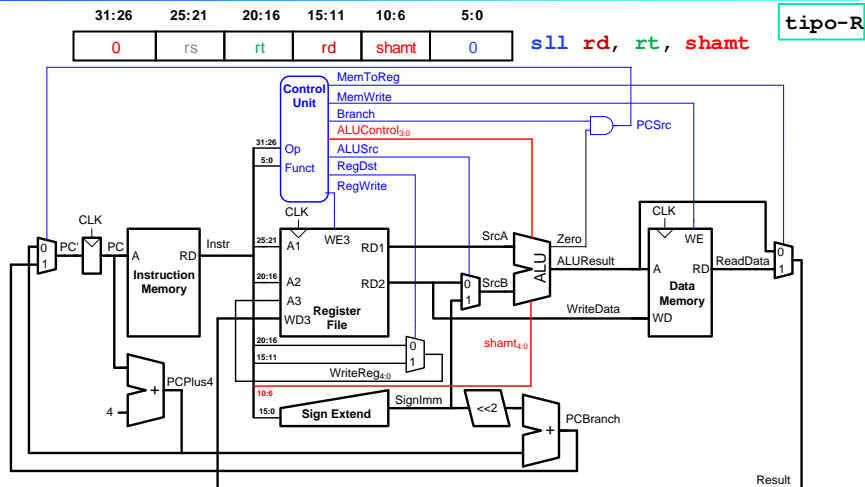 31:26 25:21 20:16 15:11 10:6 5:0
tipo-R
0 rs rt rd shamt 0
sll rd, rt, shamt
Control Unit
MemToReg
MemWrite
Branch
ALUControl3:0
ALUSrc
RegDst
RegWrite
PCSrc
31:26 Op
5:0 Funct
CLK
CLK
CLK
0
1
PC'
PC
A RD
Instruction Memory
Instr
25:21 A1
WE3
RD1
20:16 A2
RD2
A3
WD3
Register File
SrcA
Zero
ALU
ALUResult
0
1
SrcB
WE
A RD
Data Memory
WD
ReadData
0
1
WriteData
20:16 0
15:11 1
WriteReg4:0
shamt4:0
10:6
15:0 Sign Extend
SignImm
<<2
PCPlus4
+
4
+
PCBranch
Result